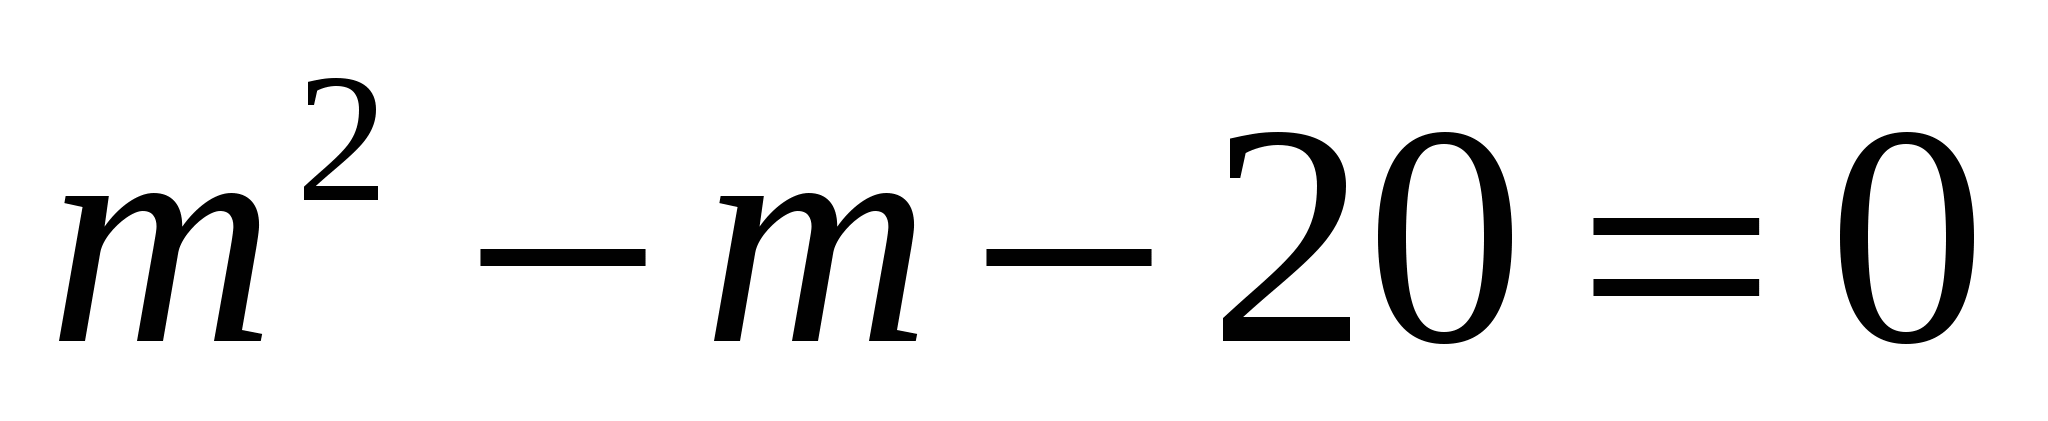 m² − m − 20 = 0